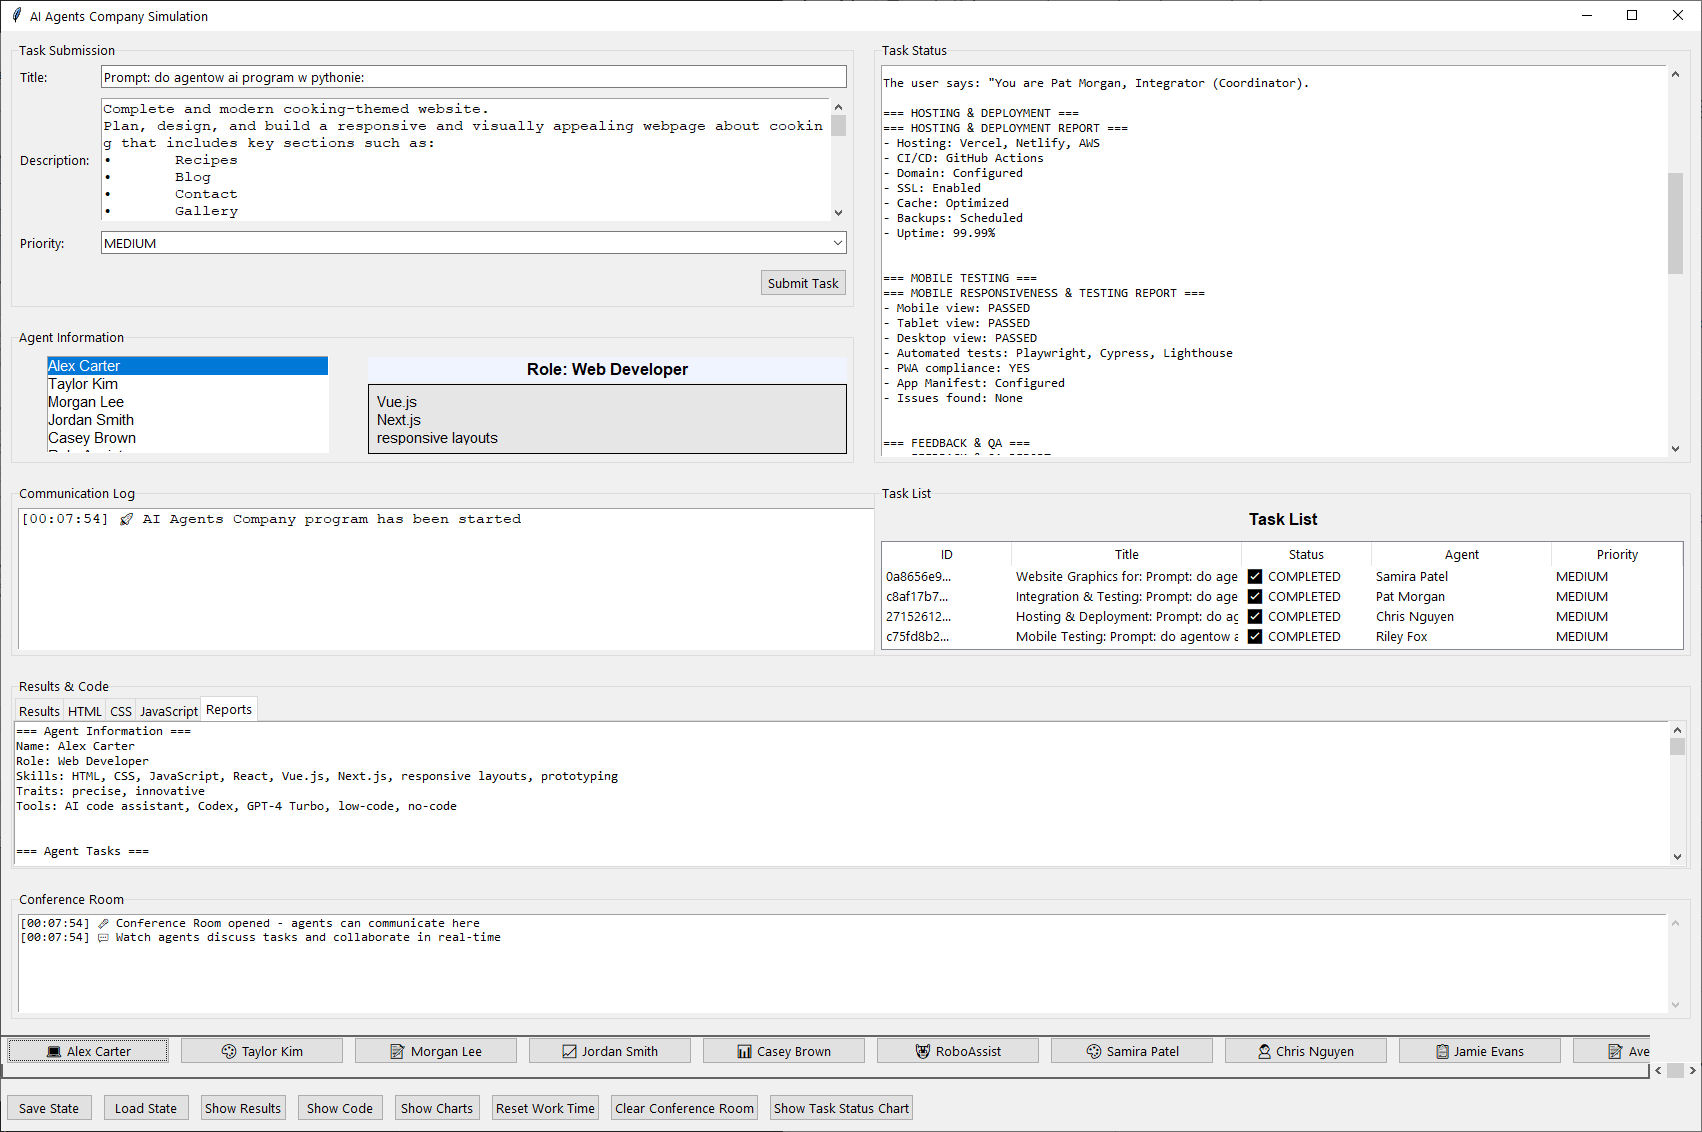 AI Agents Company Simulation
Task Submission
Title:
Prompt: do agentow ai program w pythonie:
Description:
Complete and modern cooking-themed website.
Plan, design, and build a responsive and visually appealing webpage about cookin
g that includes key sections such as:
• Recipes
• Blog
• Contact
• Gallery
Priority:
MEDIUM
Submit Task
Task Status
The user says: "You are Pat Morgan, Integrator (Coordinator).
=== HOSTING & DEPLOYMENT ===
=== HOSTING & DEPLOYMENT REPORT ===
- Hosting: Vercel, Netlify, AWS
- CI/CD: GitHub Actions
- Domain: Configured
- SSL: Enabled
- Cache: Optimized
- Backups: Scheduled
- Uptime: 99.99%
=== MOBILE TESTING ===
=== MOBILE RESPONSIVENESS & TESTING REPORT ===
- Mobile view: PASSED
- Tablet view: PASSED
- Desktop view: PASSED
- Automated tests: Playwright, Cypress, Lighthouse
- PWA compliance: YES
- App Manifest: Configured
- Issues found: None
=== FEEDBACK & QA ===
Agent Information
Alex Carter
Taylor Kim
Morgan Lee
Jordan Smith
Casey Brown
Role: Web Developer
Vue.js
Next.js
responsive layouts
Communication Log
[00:07:54] 🚀 AI Agents Company program has been started
Task List
Task List
ID Title Status Agent Priority
0a8656e9... Website Graphics for: Prompt: do age COMPLETED Samira Patel MEDIUM
c8af17b7... Integration & Testing: Prompt: do age COMPLETED Pat Morgan MEDIUM
27152612... Hosting & Deployment: Prompt: do ag COMPLETED Chris Nguyen MEDIUM
c75fd8b2... Mobile Testing: Prompt: do agentow a COMPLETED Riley Fox MEDIUM
Results & Code
Results HTML CSS JavaScript Reports
=== Agent Information ===
Name: Alex Carter
Role: Web Developer
Skills: HTML, CSS, JavaScript, React, Vue.js, Next.js, responsive layouts, prototyping
Traits: precise, innovative
Tools: AI code assistant, Codex, GPT-4 Turbo, low-code, no-code
=== Agent Tasks ===
Conference Room
[00:07:54] Conference Room opened - agents can communicate here
[00:07:54] 💬 Watch agents discuss tasks and collaborate in real-time
Alex Carter Taylor Kim Morgan Lee Jordan Smith Casey Brown RoboAssist Samira Patel Chris Nguyen Jamie Evans Ave
Save State Load State Show Results Show Code Show Charts Reset Work Time Clear Conference Room Show Task Status Chart